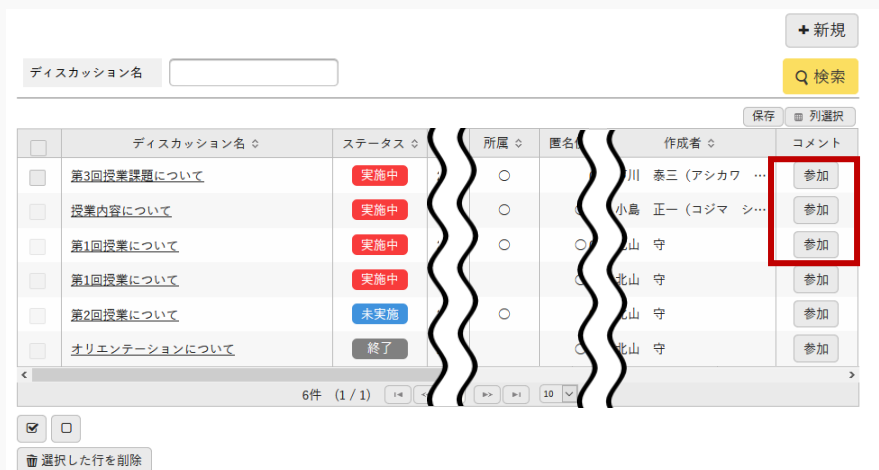 + 新規
ディスカッション名
検索
保存 列選択
ディスカッション名 ステータス 所属 作成者 コメント
第3回授業課題について 実施中 ○ 川 泰三(アシカワ … 参加
授業内容について 実施中 ○ 小島 正一(コジマ シ… 参加
第1回授業について 実施中 ○ ○ 山 守 参加
第1回授業について 実施中 北山 守 参加
第2回授業について 未実施 ○ 山 守 参加
オリエンテーションについて 終了 北山 守 参加
6件 (1 / 1) 10
選択した行を削除